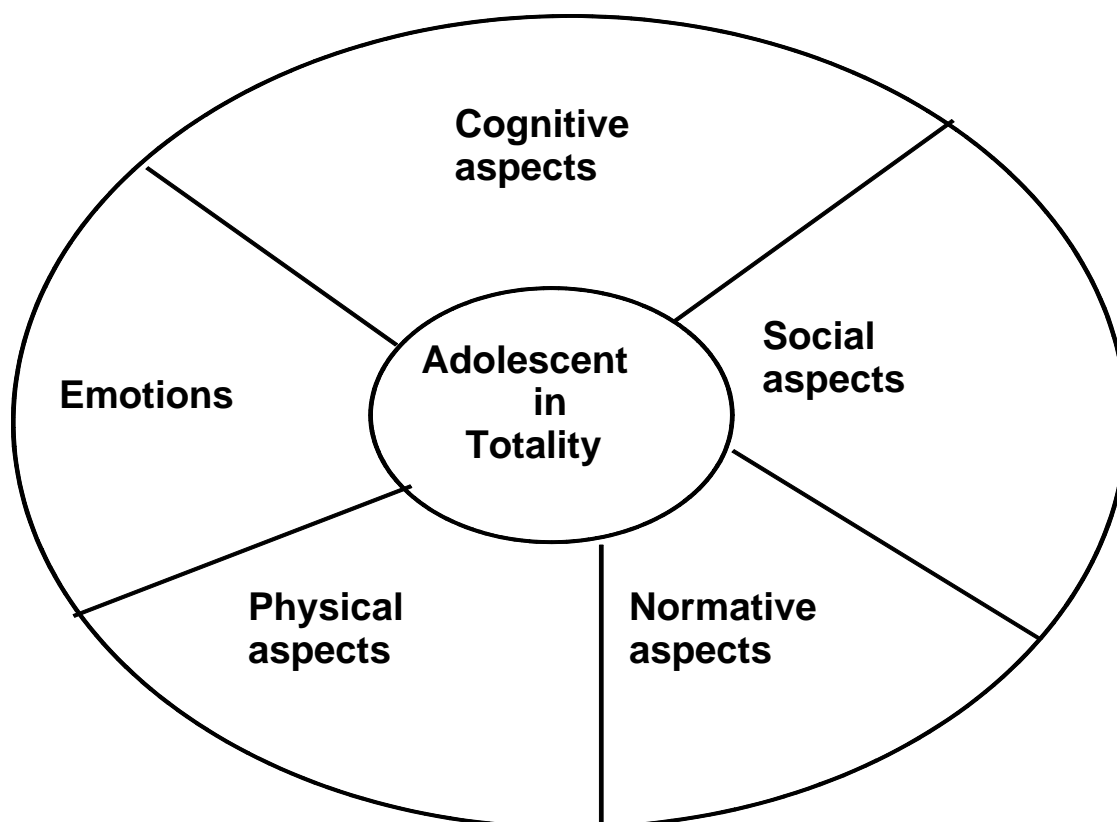 Cognitive
aspects
Social
aspects
Adolescent
in
Totality
Emotions
Physical
aspects
Normative
aspects